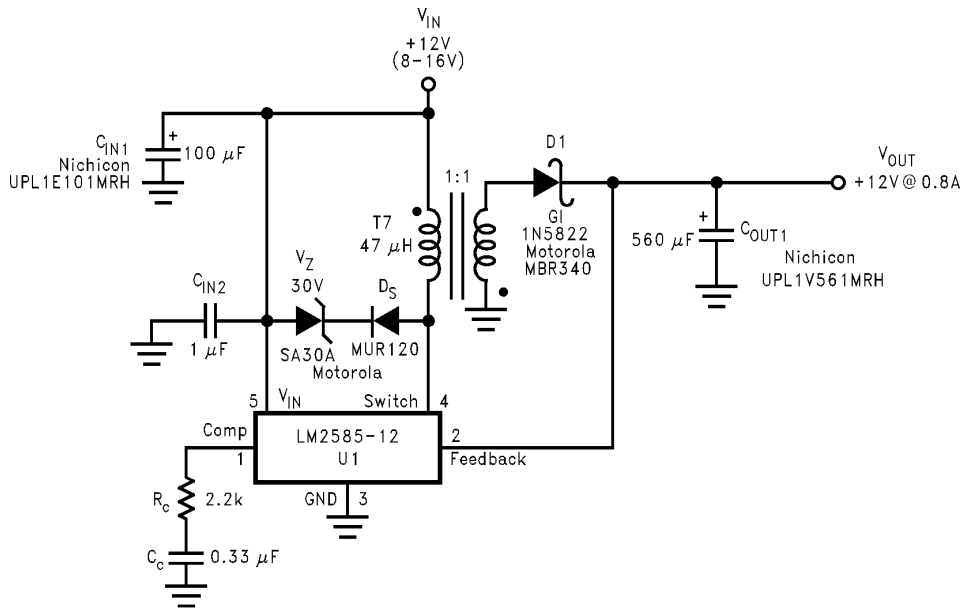 V_IN
+12V
(8-16V)
C_IN1
Nichicon
UPL1E101MRH
+
100 μF
1:1
T7
47 μH
D1
GI
1N5822
Motorola
MBR340
V_OUT
+12V@ 0.8A
+
560 μF
C_OUT1
Nichicon
UPL1V561MRH
C_IN2
1 μF
V_Z
30V
SA30A
D_S
MUR120
Motorola
5
V_IN
Switch
4
Comp
1
LM2585-12
U1
2
Feedback
GND
3
R_c
2.2k
C_c
0.33 μF